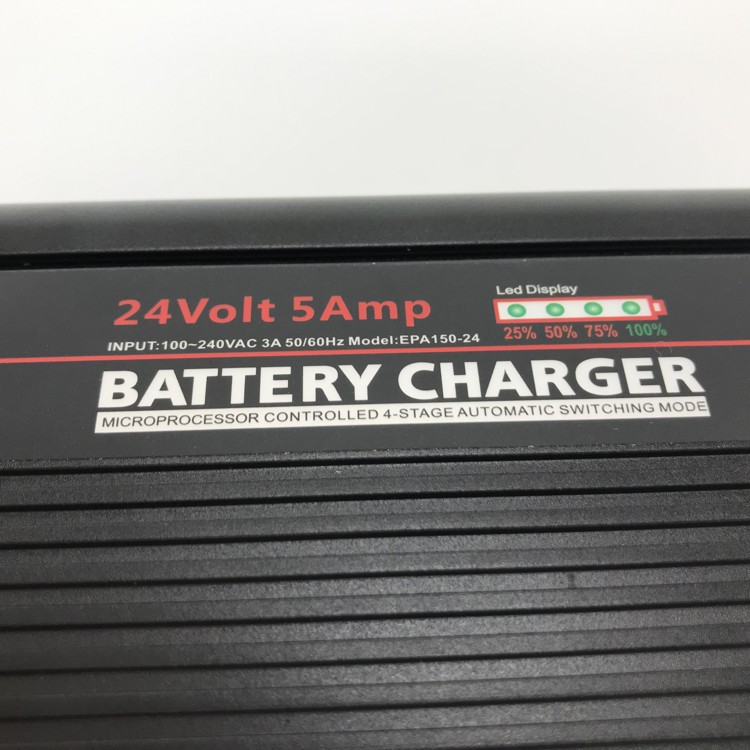 24Volt 5Amp
Led Display
25% 50% 75% 100%
INPUT:100~240VAC 3A 50/60Hz Model:EPA150-24
BATTERY CHARGER
MICROPROCESSOR CONTROLLED 4-STAGE AUTOMATIC SWITCHING MODE